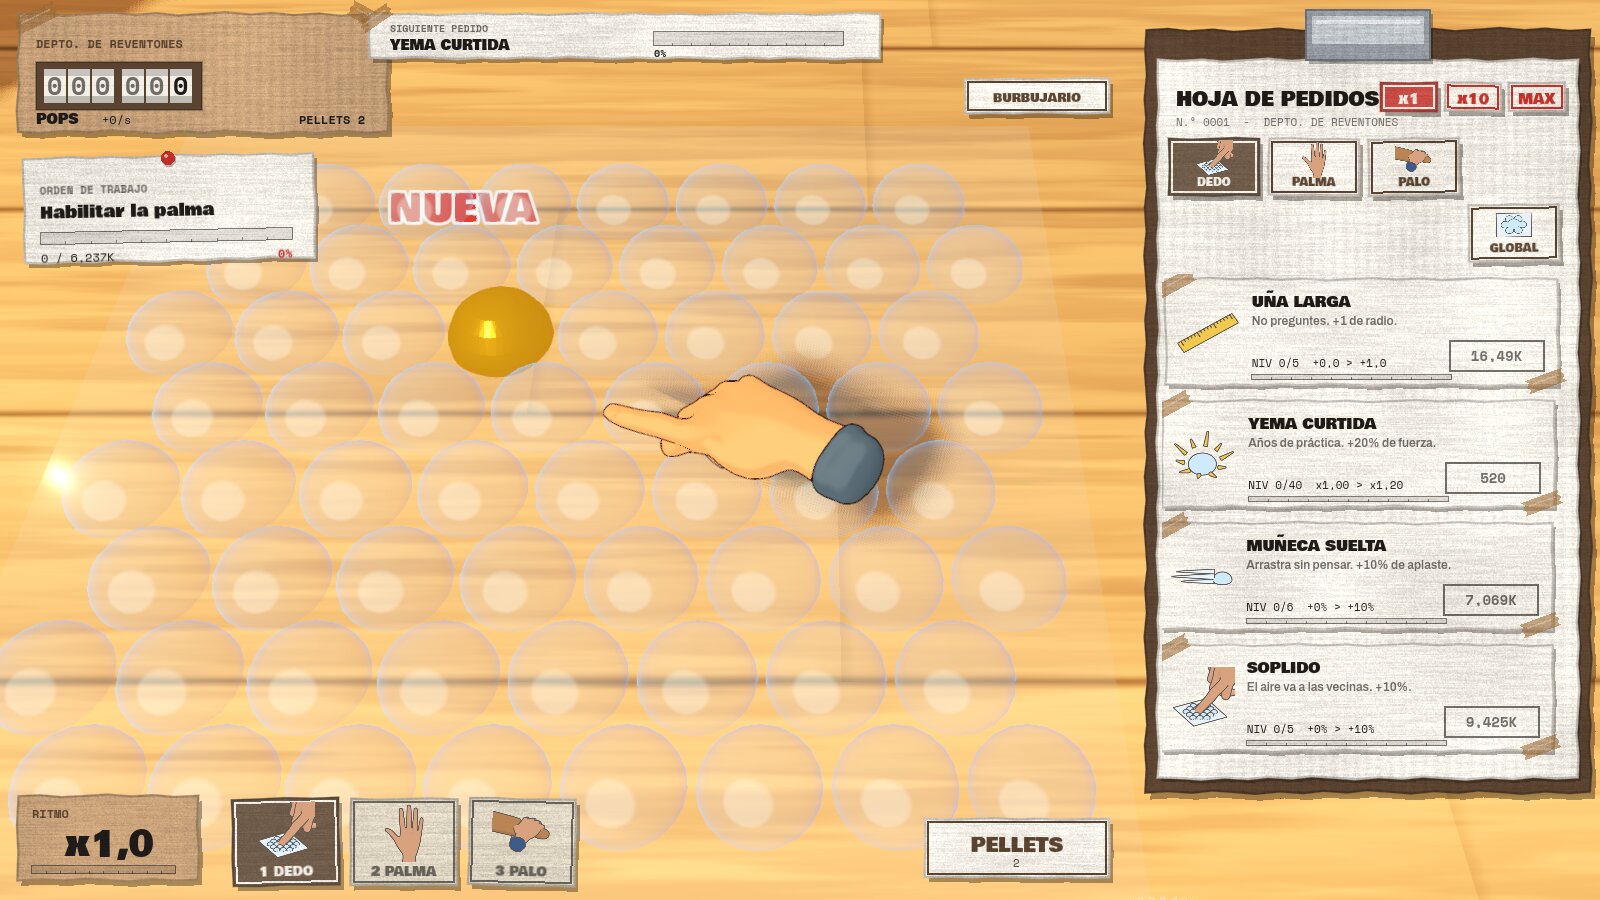 DEPTO. DE REVENTONES
000000
POPS +0/s PELLETS 2
SIGUIENTE PEDIDO
YEMA CURTIDA
0%
BURBUJARIO
ORDEN DE TRABAJO
Habilitar la palma
0 / 6,237K 0%
NUEVA
HOJA DE PEDIDOS x1 x10 MAX
N.º 0001 - DEPTO. DE REVENTONES
DEDO PALMA PALO
GLOBAL
UÑA LARGA
No preguntes. +1 de radio.
NIV 0/5 +0,0 > +1,0 16,49K
YEMA CURTIDA
Años de práctica. +20% de fuerza.
NIV 0/40 x1,00 > x1,20 520
MUÑECA SUELTA
Arrastra sin pensar. +10% de aplaste.
NIV 0/6 +0% > +10% 7,069K
SOPLIDO
El aire va a las vecinas. +10%.
NIV 0/5 +0% > +10% 9,425K
RITMO
x1,0
1 DEDO 2 PALMA 3 PALO
PELLETS
2